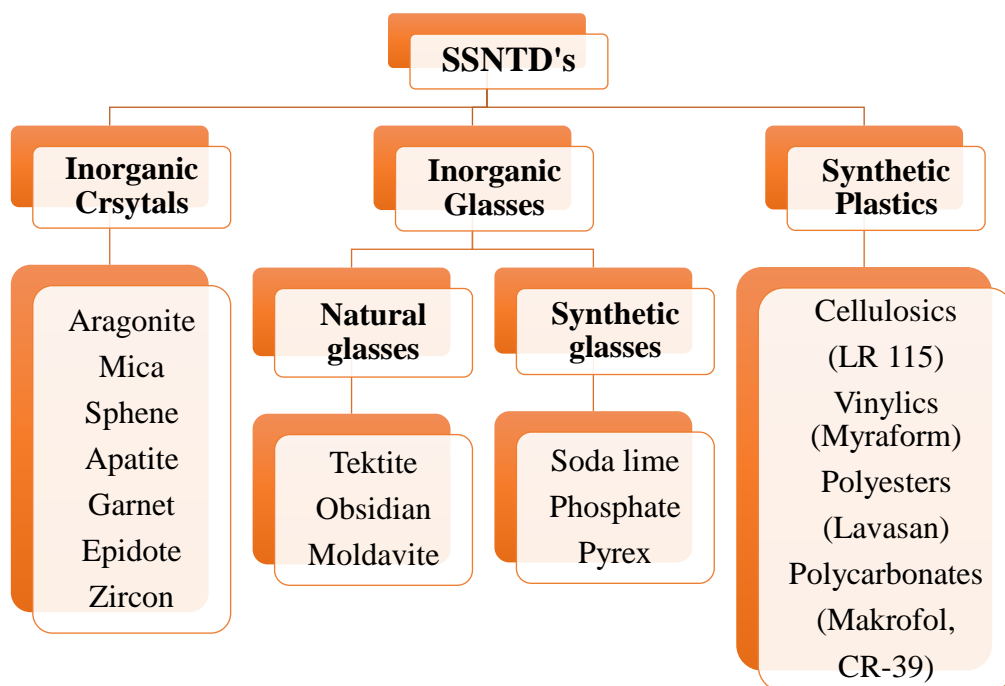 SSNTD's
Inorganic
Crsytals
Inorganic
Glasses
Synthetic
Plastics
Natural
glasses
Synthetic
glasses
Aragonite
Mica
Sphene
Apatite
Garnet
Epidote
Zircon
Tektite
Obsidian
Moldavite
Soda lime
Phosphate
Pyrex
Cellulosics
(LR 115)
Vinylics
(Myraform)
Polyesters
(Lavasan)
Polycarbonates
(Makrofol,
CR-39)